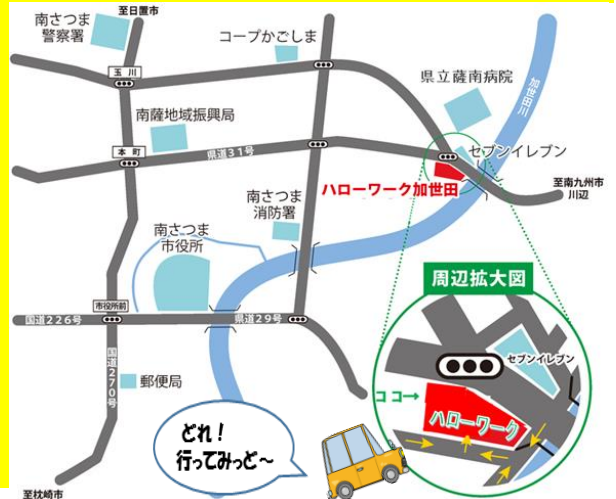 至日置市
南さつま
警察署
コープかごしま
玉川
県立薩南病院
加世田川
南薩地域振興局
本町
県道31号
セブンイレブン
ハローワーク加世田
至南九州市
川辺
南さつま
消防署
南さつま
市役所
周辺拡大図
市役所前
国道226号
県道29号
セブンイレブン
国道270号
郵便局
ココ→
ハローワーク
どれ!
行ってみっど～
至枕崎市